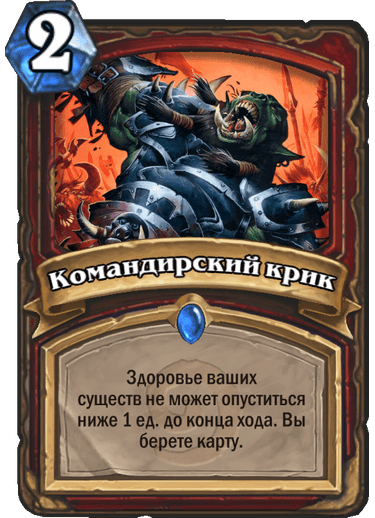 2
Командирский крик
Здоровье ваших
существ не может опуститься
ниже 1 ед. до конца хода. Вы
берете карту.